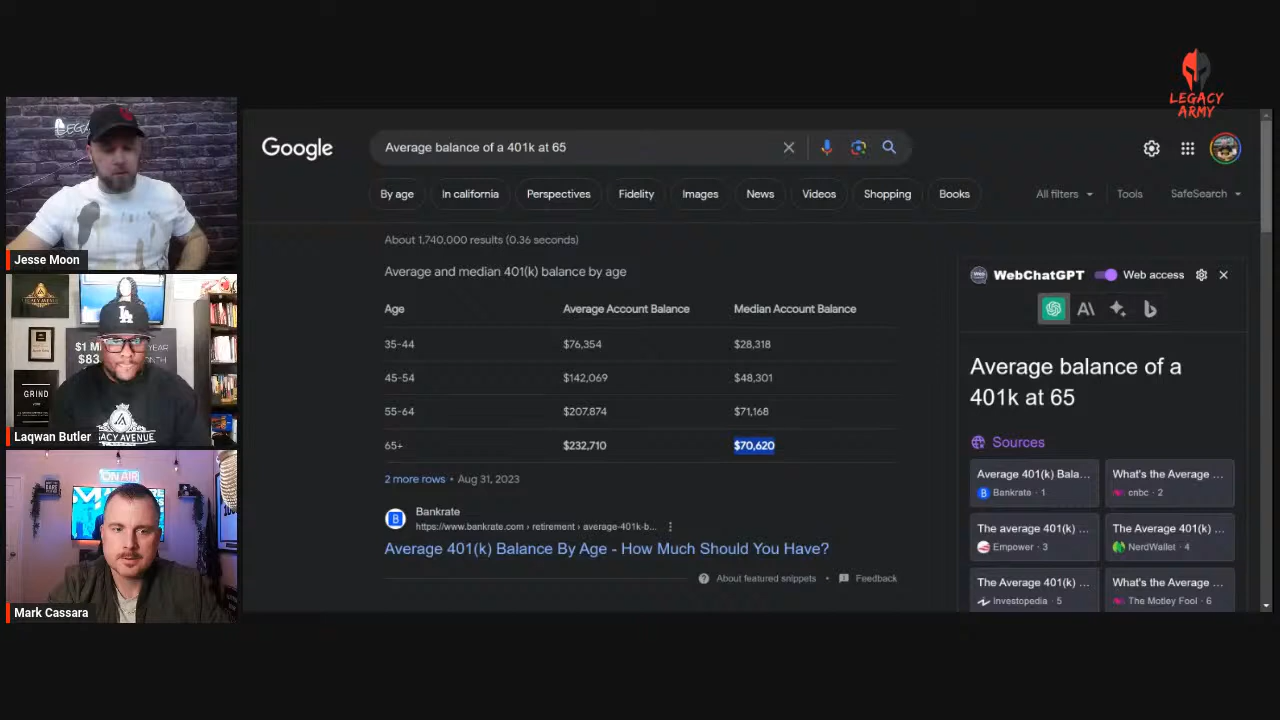 LEGACY
ARMY
Jesse Moon
$1 M
YEAR
$83
MONTH
GRIND
LA
ACY AVENUE
Laqwan Butler
ON AIR
Mark Cassara
Google
Average balance of a 401k at 65
By age
In california
Perspectives
Fidelity
Images
News
Videos
Shopping
Books
All filters
Tools
SafeSearch
About 1,740,000 results (0.36 seconds)
Average and median 401(k) balance by age
Age Average Account Balance Median Account Balance
35-44 $76,354 $28,318
45-54 $142,069 $48,301
55-64 $207,874 $71,168
65+ $232,710 $70,620
2 more rows • Aug 31, 2023
Bankrate
https://www.bankrate.com › retirement › average-401k-b...
Average 401(k) Balance By Age - How Much Should You Have?
About featured snippets • Feedback
WebChatGPT Web access
Average balance of a
401k at 65
Sources
Average 401(k) Bala...
Bankrate · 1
What's the Average ...
cnbc · 2
The average 401(k) ...
Empower · 3
The Average 401(k) ...
NerdWallet · 4
The Average 401(k) ...
Investopedia · 5
What's the Average ...
The Motley Fool · 6